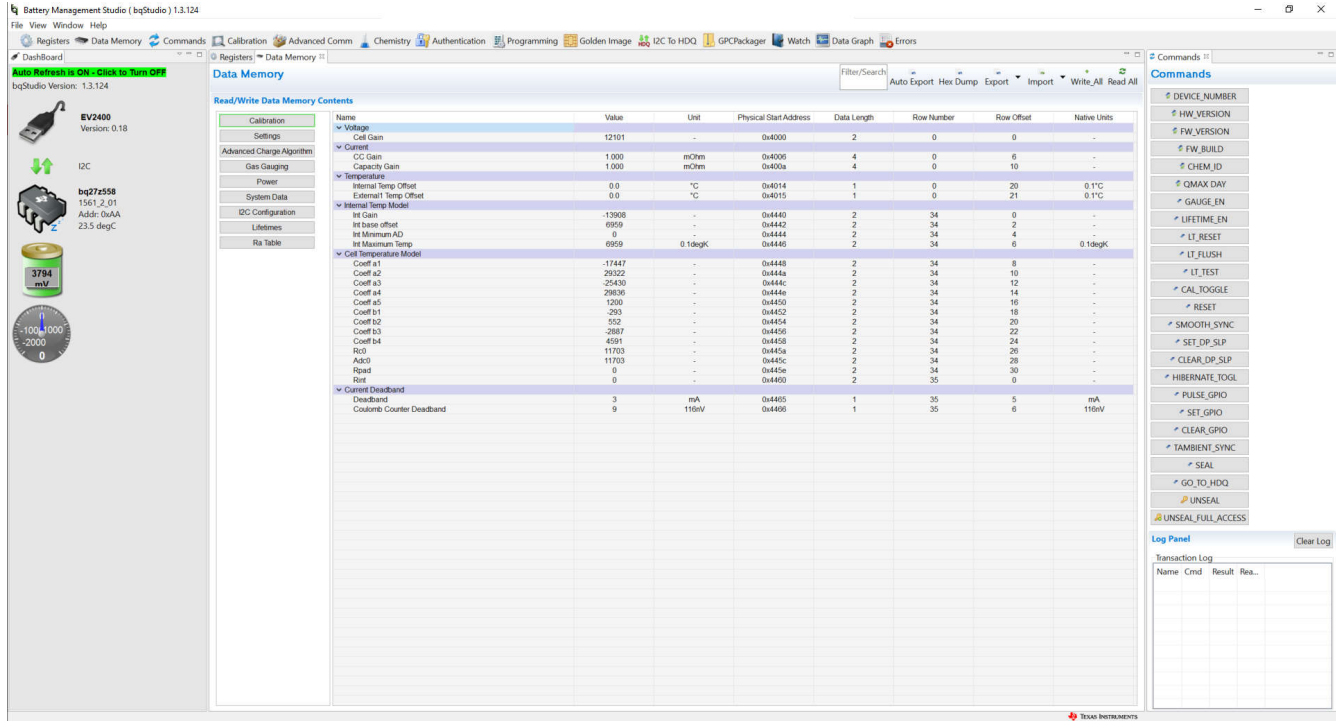 Battery Management Studio ( bqStudio ) 1.3.124
File View Window Help
Registers Data Memory Commands Calibration Advanced Comm Chemistry Authentication Programming Golden Image I2C To HDQ GPCPackager Watch Data Graph Errors
DashBoard
Auto Refresh is ON - Click to Turn OFF
bqStudio Version: 1.3.124
EV2400
Version: 0.18
I2C
bq27z558
1561_2_01
Addr: 0xAA
23.5 degC
3794
mV
-100 1000
-2000
0
Registers Data Memory
Data Memory
Filter/Search
Auto Export Hex Dump Export Import Write_All Read All
Read/Write Data Memory Contents
Calibration
Settings
Advanced Charge Algorithm
Gas Gauging
Power
System Data
I2C Configuration
Lifetimes
Ra Table
Name Value Unit Physical Start Address Data Length Row Number Row Offset Native Units
Voltage
Cell Gain 12101 - 0x4000 2 0 0 -
Current
CC Gain 1.000 mOhm 0x4006 4 0 6 -
Capacity Gain 1.000 mOhm 0x400a 4 0 10 -
Temperature
Internal Temp Offset 0.0 °C 0x4014 1 0 20 0.1°C
External1 Temp Offset 0.0 °C 0x4015 1 0 21 0.1°C
Internal Temp Model
Int Gain -13908 - 0x4440 2 34 0 -
Int base offset 6959 - 0x4442 2 34 2 -
Int Minimum AD 0 - 0x4444 2 34 4 -
Int Maximum Temp 6959 0.1degK 0x4446 2 34 6 0.1degK
Cell Temperature Model
Coeff a1 -17447 - 0x4448 2 34 8 -
Coeff a2 29322 - 0x444a 2 34 10 -
Coeff a3 -25430 - 0x444c 2 34 12 -
Coeff a4 29836 - 0x444e 2 34 14 -
Coeff a5 1200 - 0x4450 2 34 16 -
Coeff b1 -293 - 0x4452 2 34 18 -
Coeff b2 552 - 0x4454 2 34 20 -
Coeff b3 -2887 - 0x4456 2 34 22 -
Coeff b4 4591 - 0x4458 2 34 24 -
Rc0 11703 - 0x445a 2 34 26 -
Adc0 11703 - 0x445c 2 34 28 -
Rpad 0 - 0x445e 2 34 30 -
Rint 0 - 0x4460 2 35 0 -
Current Deadband
Deadband 3 mA 0x4465 1 35 5 mA
Coulomb Counter Deadband 9 116nV 0x4466 1 35 6 116nV
Commands
Commands
DEVICE_NUMBER
HW_VERSION
FW_VERSION
FW_BUILD
CHEM_ID
QMAX DAY
GAUGE_EN
LIFETIME_EN
LT_RESET
LT_FLUSH
LT_TEST
CAL_TOGGLE
RESET
SMOOTH_SYNC
SET_DP_SLP
CLEAR_DP_SLP
HIBERNATE_TOGL
PULSE_GPIO
SET_GPIO
CLEAR_GPIO
TAMBIENT_SYNC
SEAL
GO_TO_HDQ
UNSEAL
UNSEAL_FULL_ACCESS
Log Panel
Clear Log
Transaction Log
Name Cmd Result Rea...
TEXAS INSTRUMENTS